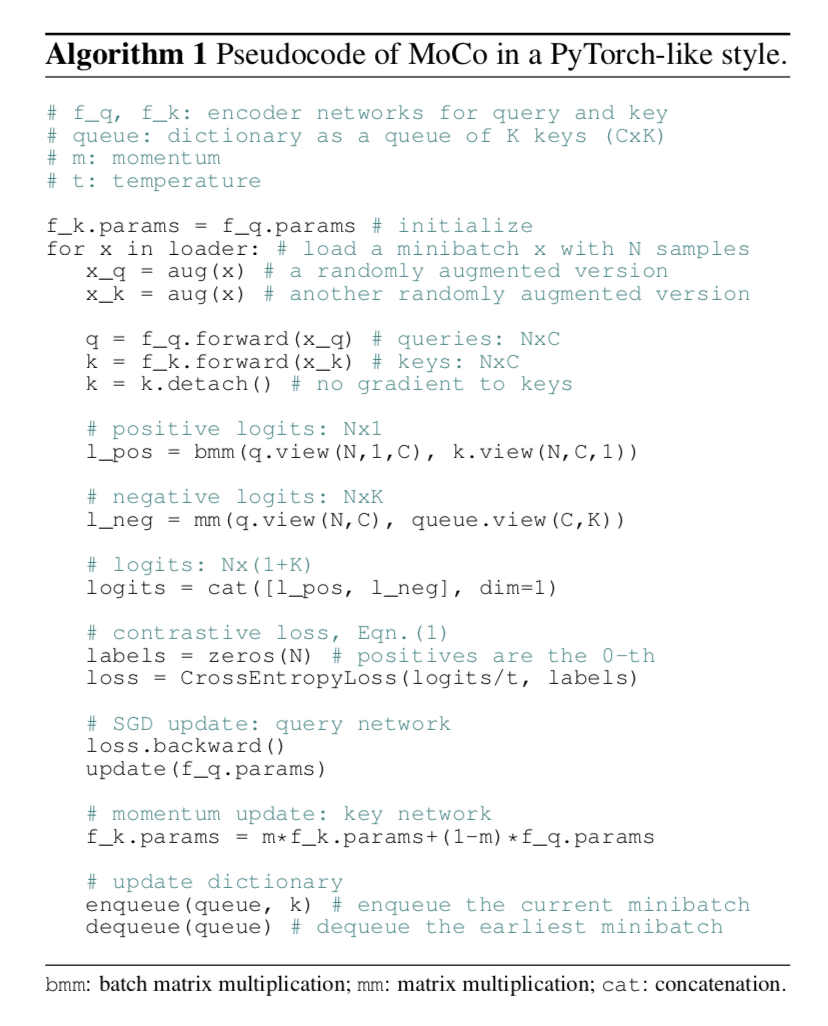 Algorithm 1 Pseudocode of MoCo in a PyTorch-like style.
# f_q, f_k: encoder networks for query and key
# queue: dictionary as a queue of K keys (CxK)
# m: momentum
# t: temperature
f_k.params = f_q.params # initialize
for x in loader: # load a minibatch x with N samples
x_q = aug(x) # a randomly augmented version
x_k = aug(x) # another randomly augmented version
q = f_q.forward(x_q) # queries: NxC
k = f_k.forward(x_k) # keys: NxC
k = k.detach() # no gradient to keys
# positive logits: Nx1
l_pos = bmm(q.view(N,1,C), k.view(N,C,1))
# negative logits: NxK
l_neg = mm(q.view(N,C), queue.view(C,K))
# logits: Nx(1+K)
logits = cat([l_pos, l_neg], dim=1)
# contrastive loss, Eqn.(1)
labels = zeros(N) # positives are the 0-th
loss = CrossEntropyLoss(logits/t, labels)
# SGD update: query network
loss.backward()
update(f_q.params)
# momentum update: key network
f_k.params = m*f_k.params+(1-m)*f_q.params
# update dictionary
enqueue(queue, k) # enqueue the current minibatch
dequeue(queue) # dequeue the earliest minibatch
bmm: batch matrix multiplication; mm: matrix multiplication; cat: concatenation.